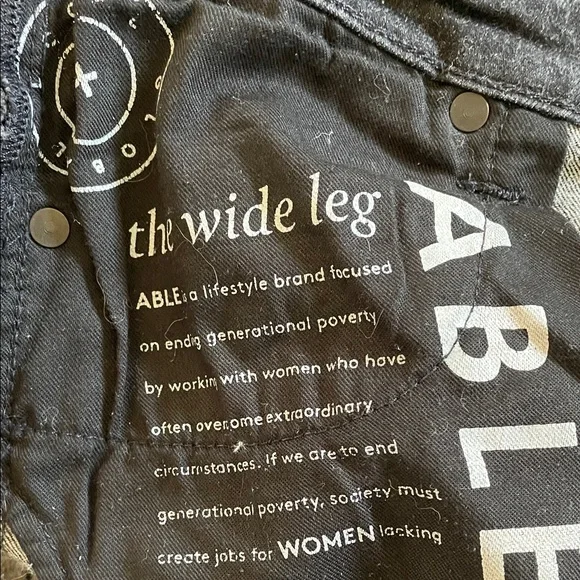 the wide leg
ABLE is a lifestyle brand focused
on ending generational poverty
by working with women who have
often overcome extraordinary
circumstances. If we are to end
generational poverty, society must
create jobs for WOMEN lacking
ABLE